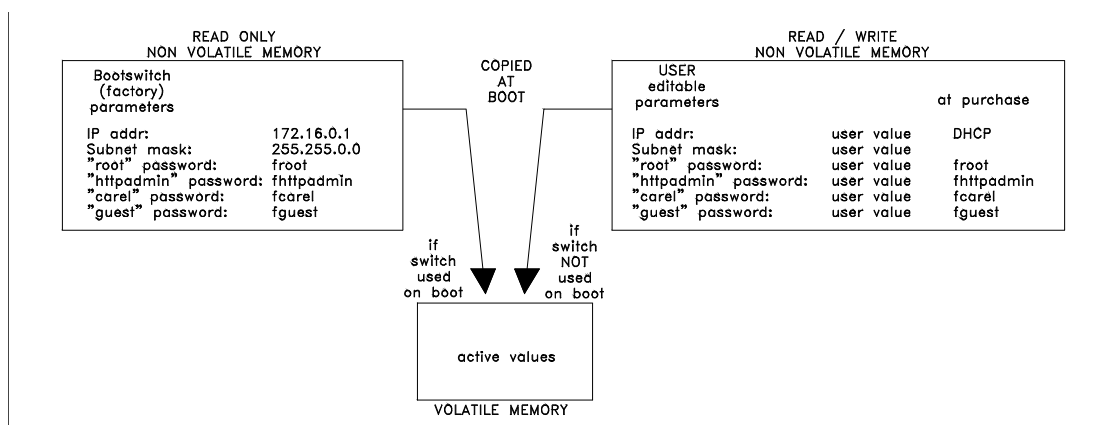 READ ONLY
NON VOLATILE MEMORY
Bootswitch
(factory)
parameters
IP addr: 172.16.0.1
Subnet mask: 255.255.0.0
"root" password: froot
"httpadmin" password: fhttpadmin
"carel" password: fcarel
"guest" password: fguest
COPIED
AT
BOOT
READ / WRITE
NON VOLATILE MEMORY
USER
editable
parameters
at purchase
IP addr: user value DHCP
Subnet mask: user value
"root" password: user value froot
"httpadmin" password: user value fhttpadmin
"carel" password: user value fcarel
"guest" password: user value fguest
if
switch
used
on boot
if
switch
NOT
used
on boot
active values
VOLATILE MEMORY